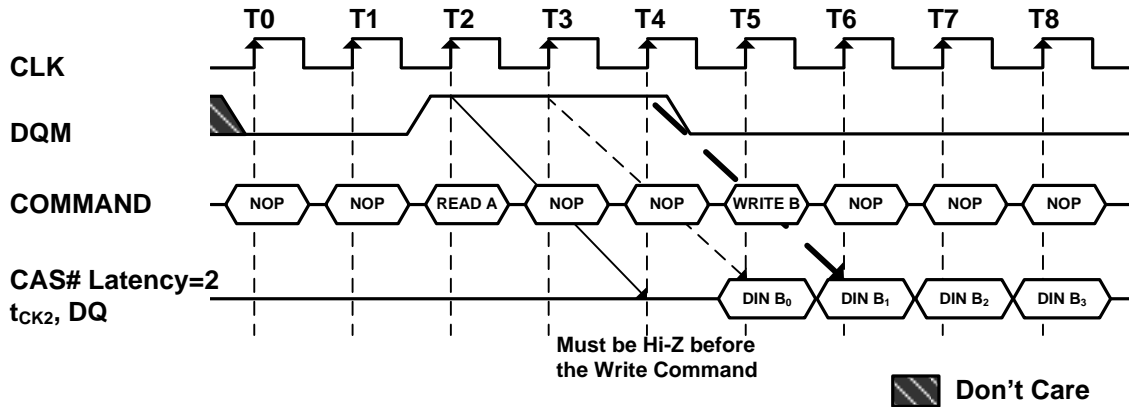 T0 T1 T2 T3 T4 T5 T6 T7 T8
CLK
DQM
COMMAND NOP NOP READ A NOP NOP WRITE B NOP NOP NOP
CAS# Latency=2
tCK2, DQ DIN B0 DIN B1 DIN B2 DIN B3
Must be Hi-Z before
the Write Command
Don't Care